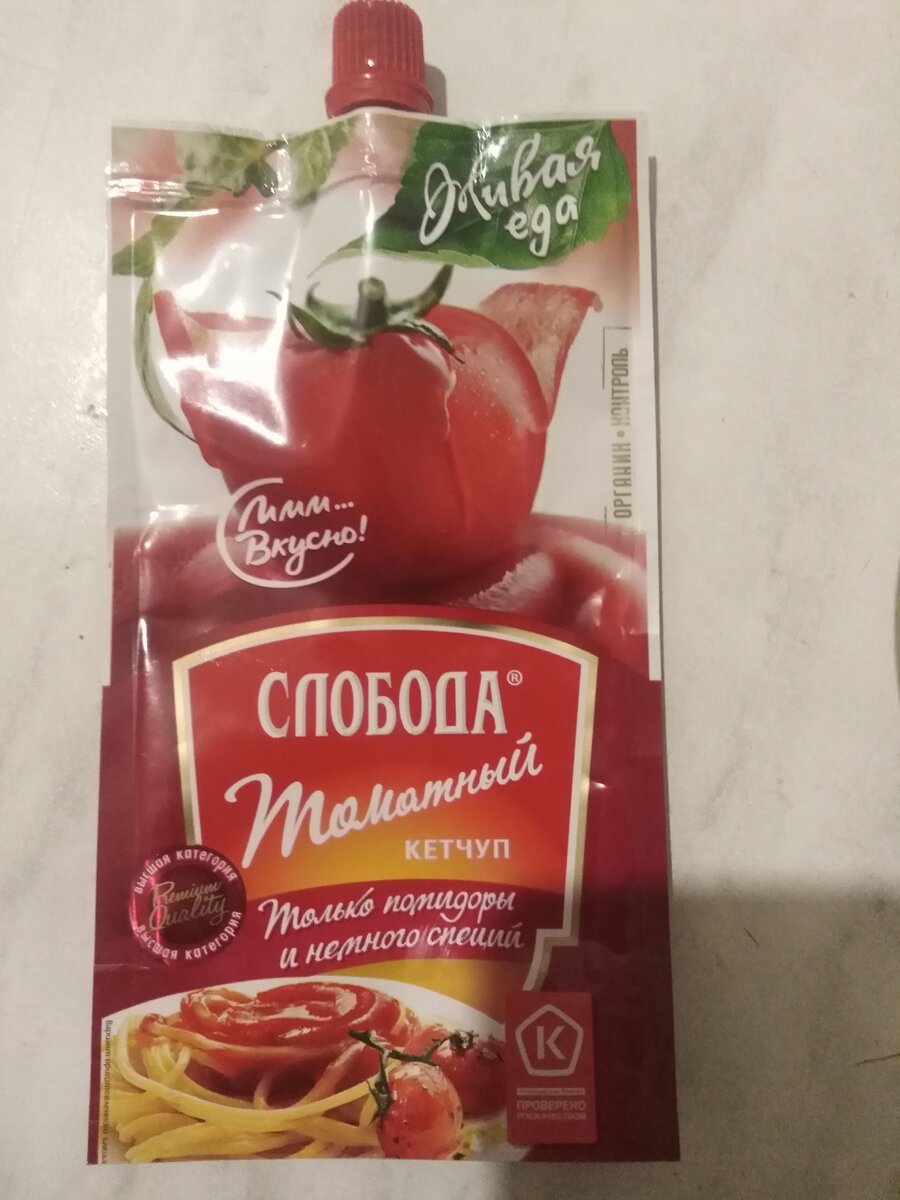 Живая
еда
ОРГАНИК • КОНТРОЛЬ
Ммм...
Вкусно!
СЛОБОДА®
Томатный
КЕТЧУП
высшая категория
Premium
Quality
высшая категория
Только помидоры
и немного специй
К
ПРОВЕРЕНО
РОСКАЧЕСТВОМ